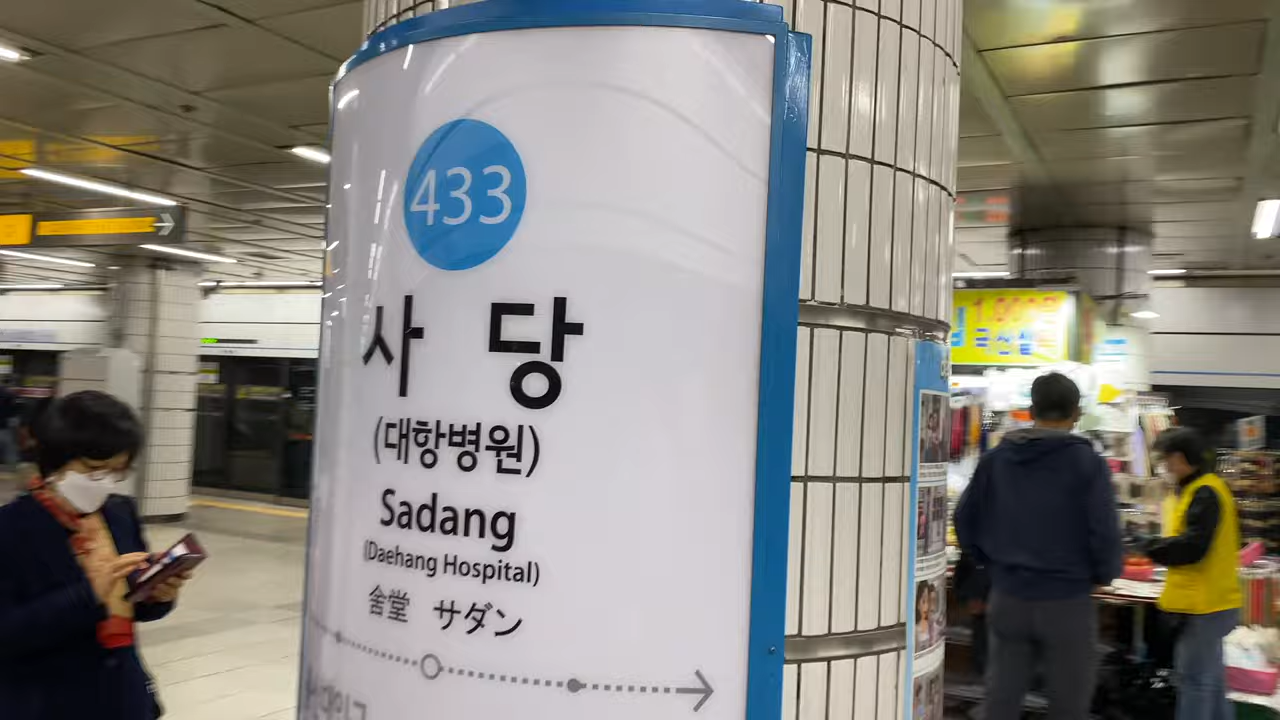 433
사 당
(대항병원)
Sadang
(Daehang Hospital)
舍堂 サダン